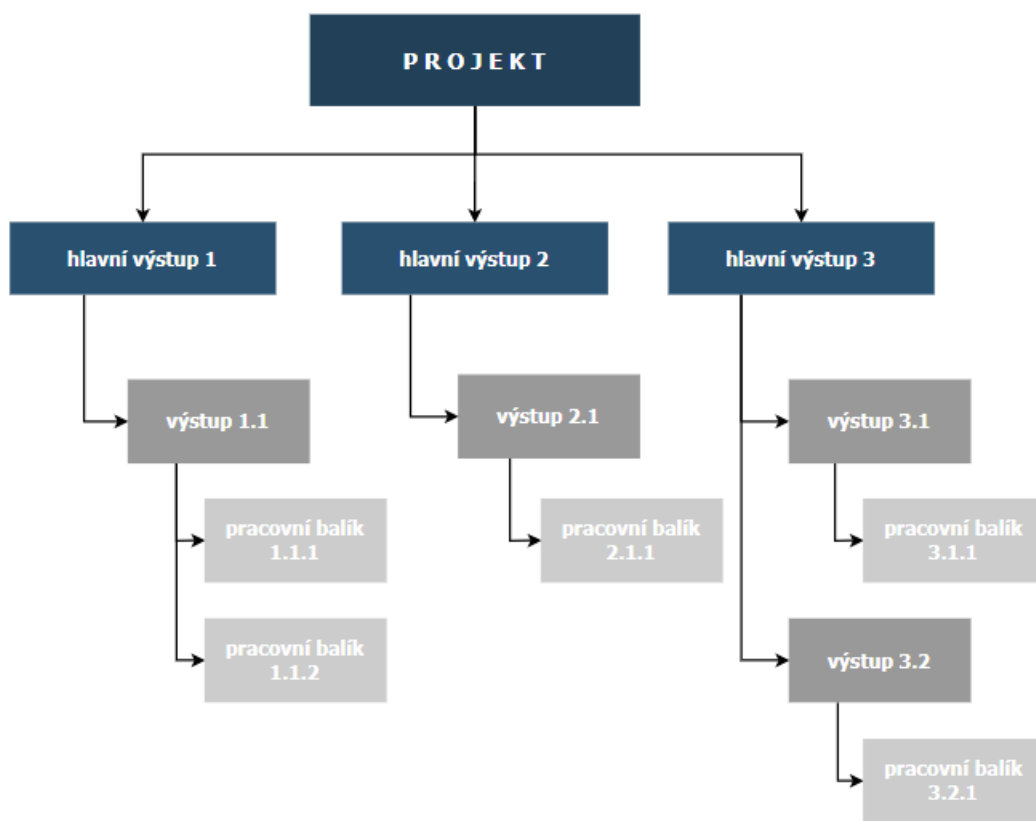 P R O J E K T
hlavní výstup 1
hlavní výstup 2
hlavní výstup 3
výstup 1.1
výstup 2.1
výstup 3.1
pracovní balík
1.1.1
pracovní balík
2.1.1
pracovní balík
3.1.1
pracovní balík
1.1.2
výstup 3.2
pracovní balík
3.2.1